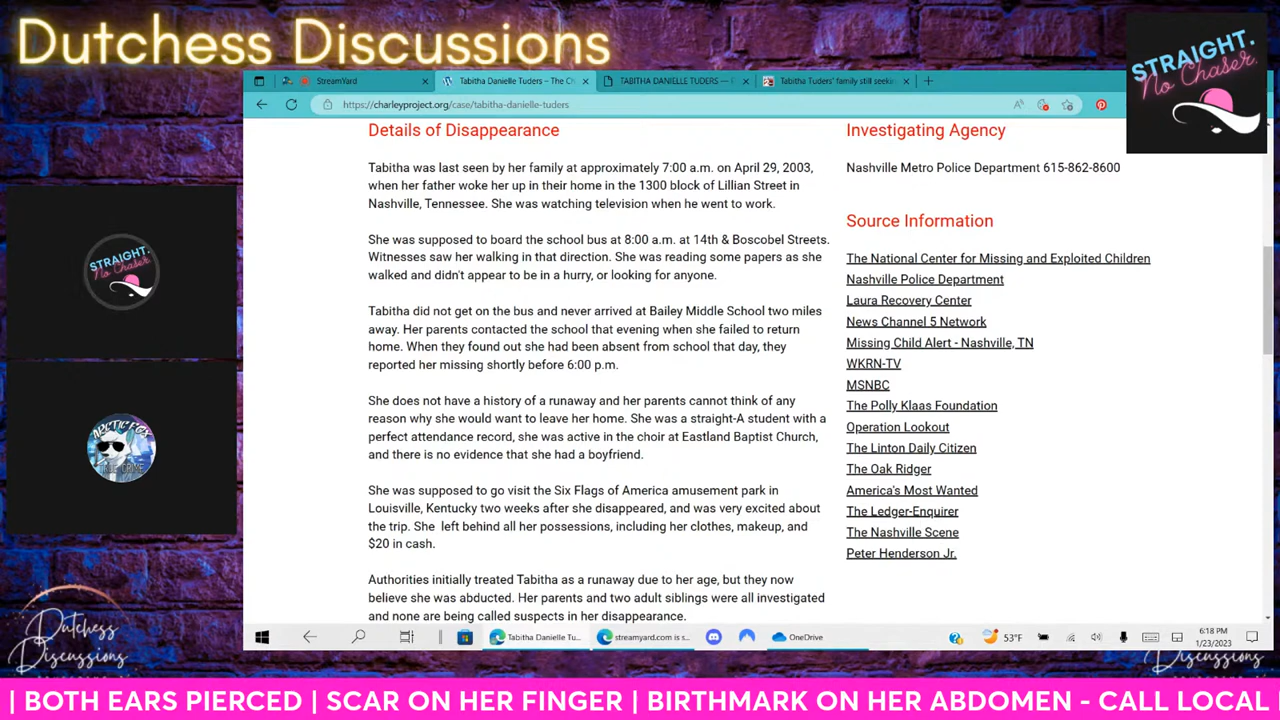 Dutchess Discussions
STRAIGHT.
No Chaser.
StreamYard
Tabitha Danielle Tuders – The Ch
TABITHA DANIELLE TUDERS — F
Tabitha Tuders' family still seekin
https://charleyproject.org/case/tabitha-danielle-tuders
Details of Disappearance
Tabitha was last seen by her family at approximately 7:00 a.m. on April 29, 2003,
when her father woke her up in their home in the 1300 block of Lillian Street in
Nashville, Tennessee. She was watching television when he went to work.
She was supposed to board the school bus at 8:00 a.m. at 14th & Boscobel Streets.
Witnesses saw her walking in that direction. She was reading some papers as she
walked and didn't appear to be in a hurry, or looking for anyone.
Tabitha did not get on the bus and never arrived at Bailey Middle School two miles
away. Her parents contacted the school that evening when she failed to return
home. When they found out she had been absent from school that day, they
reported her missing shortly before 6:00 p.m.
She does not have a history of a runaway and her parents cannot think of any
reason why she would want to leave her home. She was a straight-A student with a
perfect attendance record, she was active in the choir at Eastland Baptist Church,
and there is no evidence that she had a boyfriend.
She was supposed to go visit the Six Flags of America amusement park in
Louisville, Kentucky two weeks after she disappeared, and was very excited about
the trip. She left behind all her possessions, including her clothes, makeup, and
$20 in cash.
Authorities initially treated Tabitha as a runaway due to her age, but they now
believe she was abducted. Her parents and two adult siblings were all investigated
and none are being called suspects in her disappearance.
Investigating Agency
Nashville Metro Police Department 615-862-8600
Source Information
The National Center for Missing and Exploited Children
Nashville Police Department
Laura Recovery Center
News Channel 5 Network
Missing Child Alert - Nashville, TN
WKRN-TV
MSNBC
The Polly Klaas Foundation
Operation Lookout
The Linton Daily Citizen
The Oak Ridger
America's Most Wanted
The Ledger-Enquirer
The Nashville Scene
Peter Henderson Jr.
STRAIGHT.
No Chaser.
ARCTIC FOX
TRUE CRIME
Tabitha Danielle Tu...
streamyard.com is s...
OneDrive
53°F
6:18 PM
1/23/2023
Dutchess
Discussions
Discussions
| BOTH EARS PIERCED | SCAR ON HER FINGER | BIRTHMARK ON HER ABDOMEN - CALL LOCAL